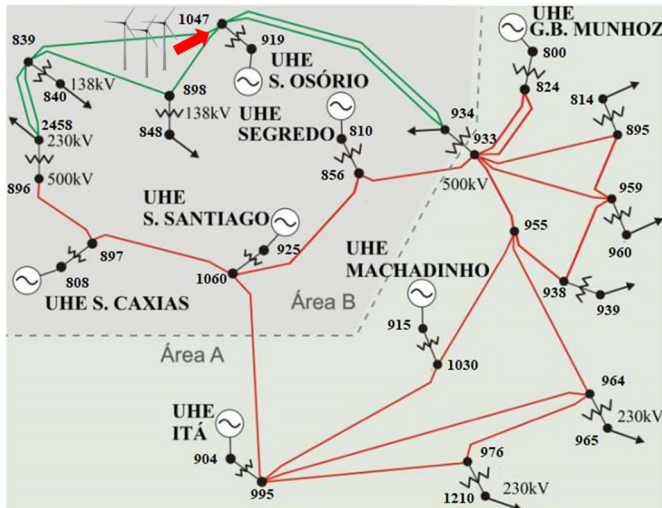 1047
839
919
UHE
G.B. MUNHOZ
800
UHE
S. OSÓRIO
824
138kV
840
898
138kV
848
2458
230kV
UHE
SEGREDO
810
934
933
814
895
896
500kV
856
500kV
959
960
UHE
S. SANTIAGO
925
955
897
808
UHE S. CAXIAS
1060
UHE
MACHADINHO
938
939
Área B
915
Área A
1030
964
UHE
ITÁ
230kV
965
904
995
976
1210
230kV